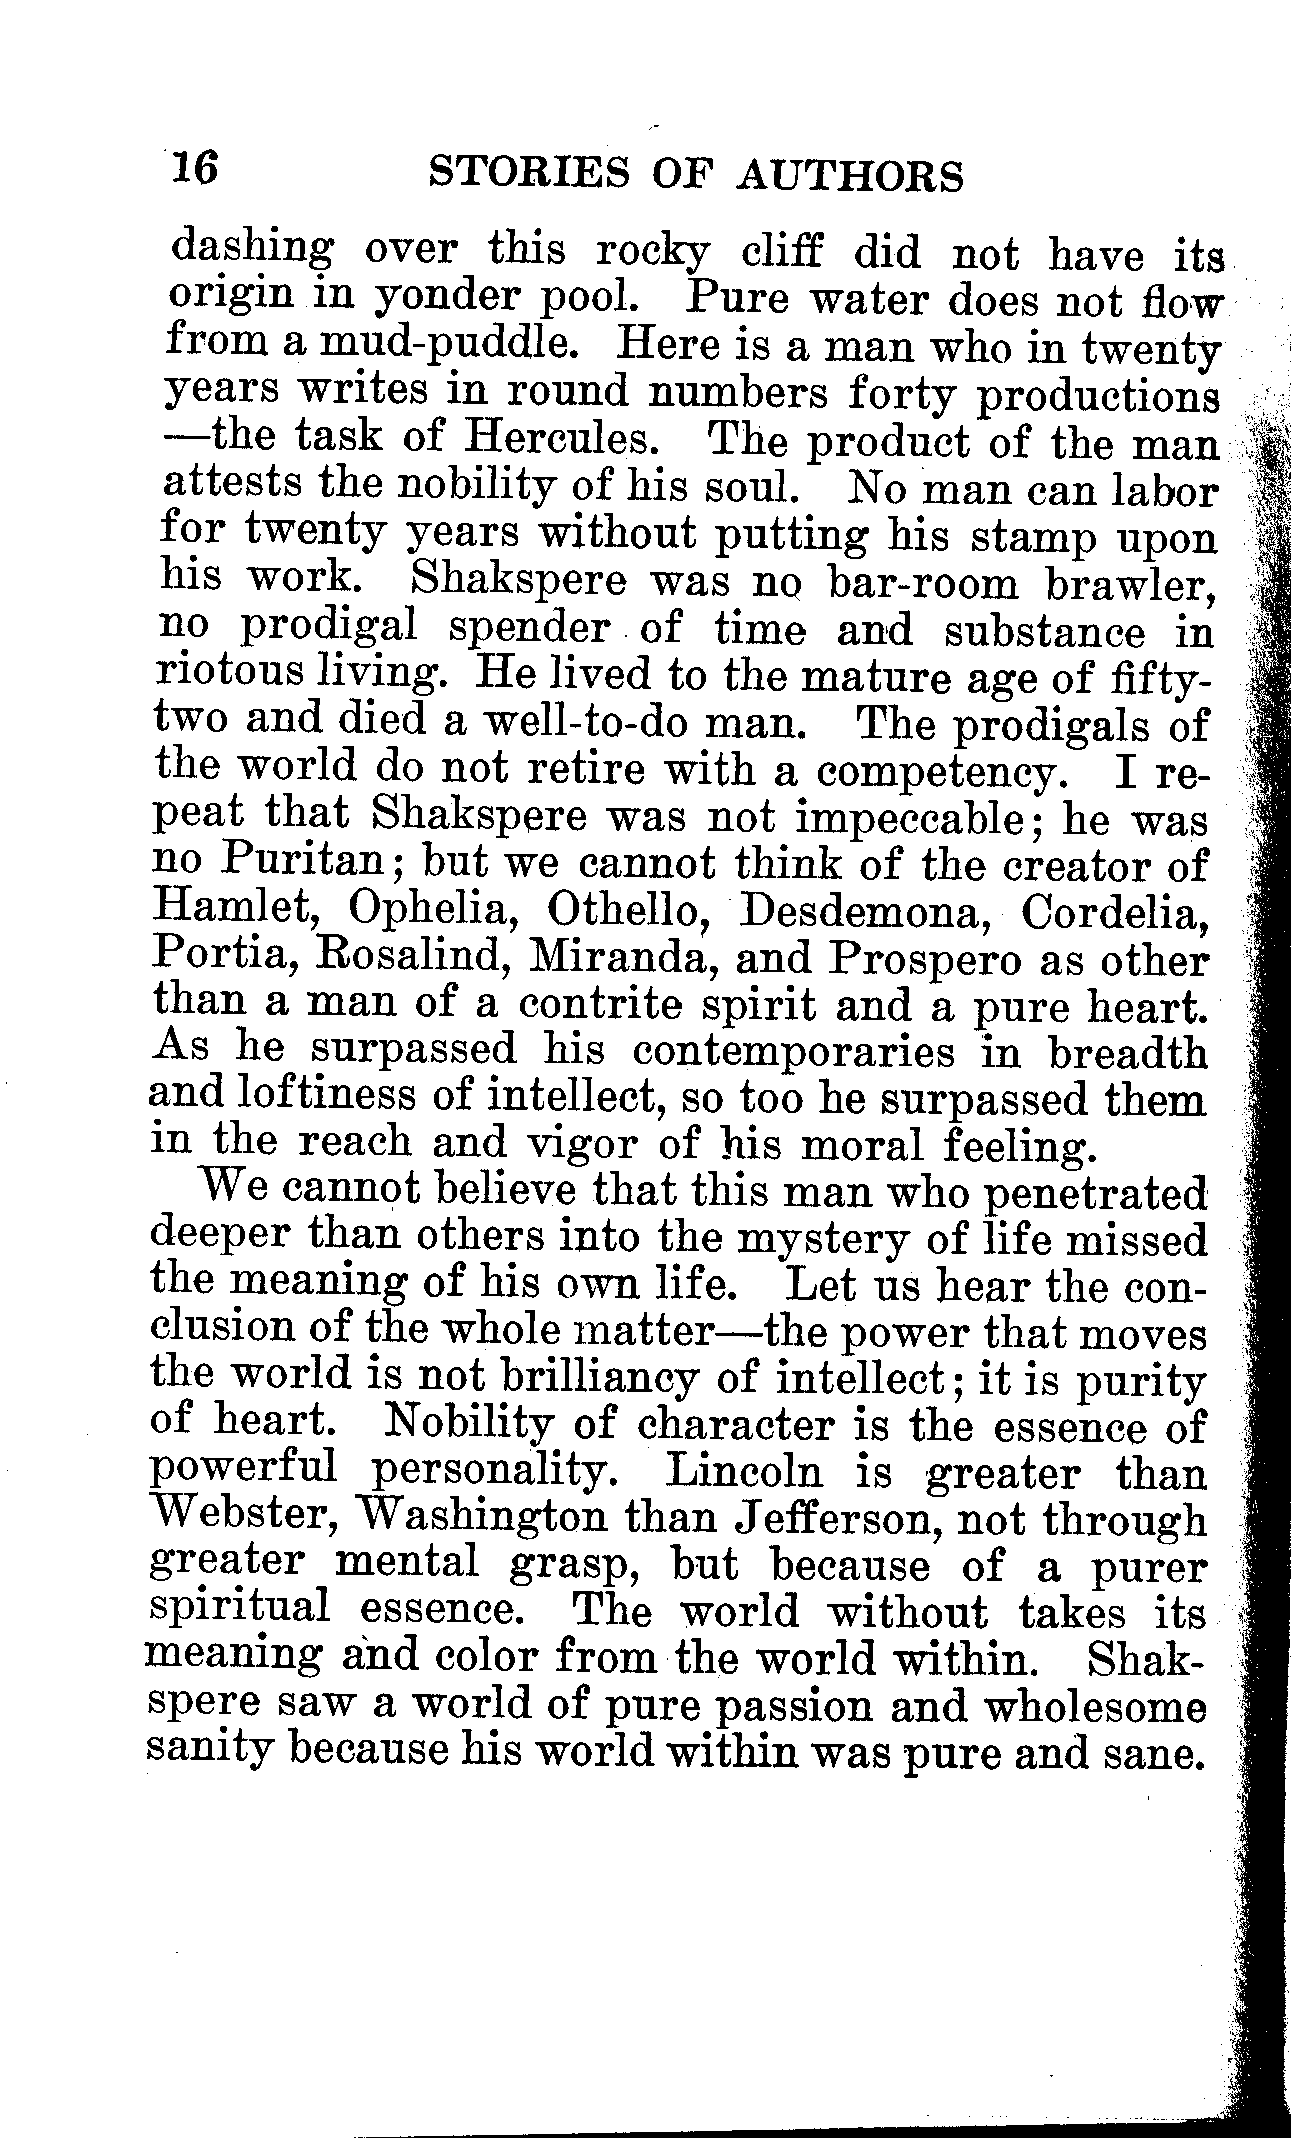 16 STORIES OF AUTHORS
dashing over this rocky cliff did not have its
origin in yonder pool. Pure water does not flow
from a mud-puddle. Here is a man who in twenty
years writes in round numbers forty productions
—the task of Hercules. The product of the man
attests the nobility of his soul. No man can labor
for twenty years without putting his stamp upon
his work. Shakspere was no bar-room brawler,
no prodigal spender of time and substance in
riotous living. He lived to the mature age of fifty-
two and died a well-to-do man. The prodigals of
the world do not retire with a competency. I re-
peat that Shakspere was not impeccable; he was
no Puritan; but we cannot think of the creator of
Hamlet, Ophelia, Othello, Desdemona, Cordelia,
Portia, Rosalind, Miranda, and Prospero as other
than a man of a contrite spirit and a pure heart.
As he surpassed his contemporaries in breadth
and loftiness of intellect, so too he surpassed them
in the reach and vigor of his moral feeling.
We cannot believe that this man who penetrated
deeper than others into the mystery of life missed
the meaning of his own life. Let us hear the con-
clusion of the whole matter—the power that moves
the world is not brilliancy of intellect; it is purity
of heart. Nobility of character is the essence of
powerful personality. Lincoln is greater than
Webster, Washington than Jefferson, not through
greater mental grasp, but because of a purer
spiritual essence. The world without takes its
meaning and color from the world within. Shak-
spere saw a world of pure passion and wholesome
sanity because his world within was pure and sane.